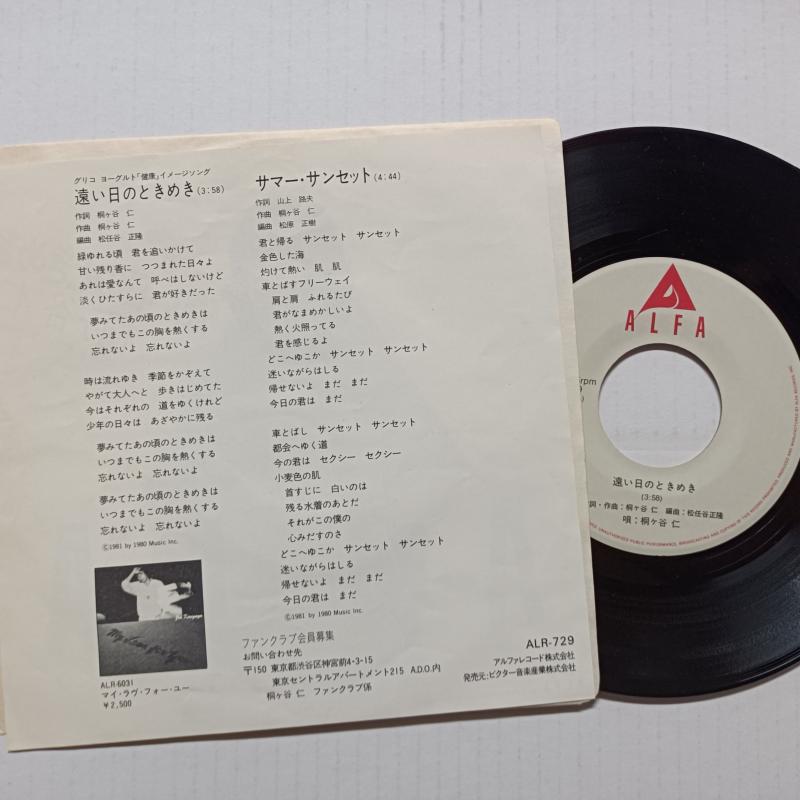 グリコ ヨーグルト「健康」イメージソング
遠い日のときめき(3:58)
作詞 桐ヶ谷 仁
作曲 桐ヶ谷 仁
編曲 松任谷 正隆
緑ゆれる頃 君を追いかけて
甘い残り香に つつまれた日々よ
あれは愛なんて 呼べはしないけど
淡くひたすらに 君が好きだった
夢みてたあの頃のときめきは
いつまでもこの胸を熱くする
忘れないよ 忘れないよ
時は流れゆき 季節をかぞえて
やがて大人へと 歩きはじめてた
今はそれぞれの 道をゆくけれど
少年の日々は あざやかに残る
夢みてたあの頃のときめきは
いつまでもこの胸を熱くする
忘れないよ 忘れないよ
夢みてたあの頃のときめきは
いつまでもこの胸を熱くする
忘れないよ 忘れないよ
Ⓒ1981 by 1980 Music Inc.
ALR-6031
マイ・ラヴ・フォー・ユー
¥2,500
サマー・サンセット(4:44)
作詞 山上 路夫
作曲 桐ヶ谷 仁
編曲 松原 正樹
君と帰る サンセット サンセット
金色した海
灼けて熱い 肌 肌
車とばすフリーウェイ
肩と肩 ふれるたび
君がなまめかしいよ
熱く火照ってる
君を感じるよ
どこへゆこか サンセット サンセット
迷いながらはしる
帰せないよ まだ まだ
今日の君は まだ
車とばし サンセット サンセット
都会へゆく道
今の君は セクシー セクシー
小麦色の肌
首すじに 白いのは
残る水着のあとだ
それがこの僕の
心みだすのさ
どこへゆこか サンセット サンセット
迷いながらはしる
帰せないよ まだ まだ
今日の君は まだ
Ⓒ1981 by 1980 Music Inc.
ファンクラブ会員募集
お問い合わせ先
〒150 東京都渋谷区神宮前4-3-15
東京セントラルアパートメント215 A.D.O.内
桐ヶ谷 仁 ファンクラブ係
ALR-729
アルファレコード株式会社
発売元:ビクター音楽産業株式会社
ALFA
rpm
遠い日のときめき
(3:58)
詞・作曲:桐ヶ谷 仁 編曲:松任谷正隆
唄:桐ヶ谷 仁